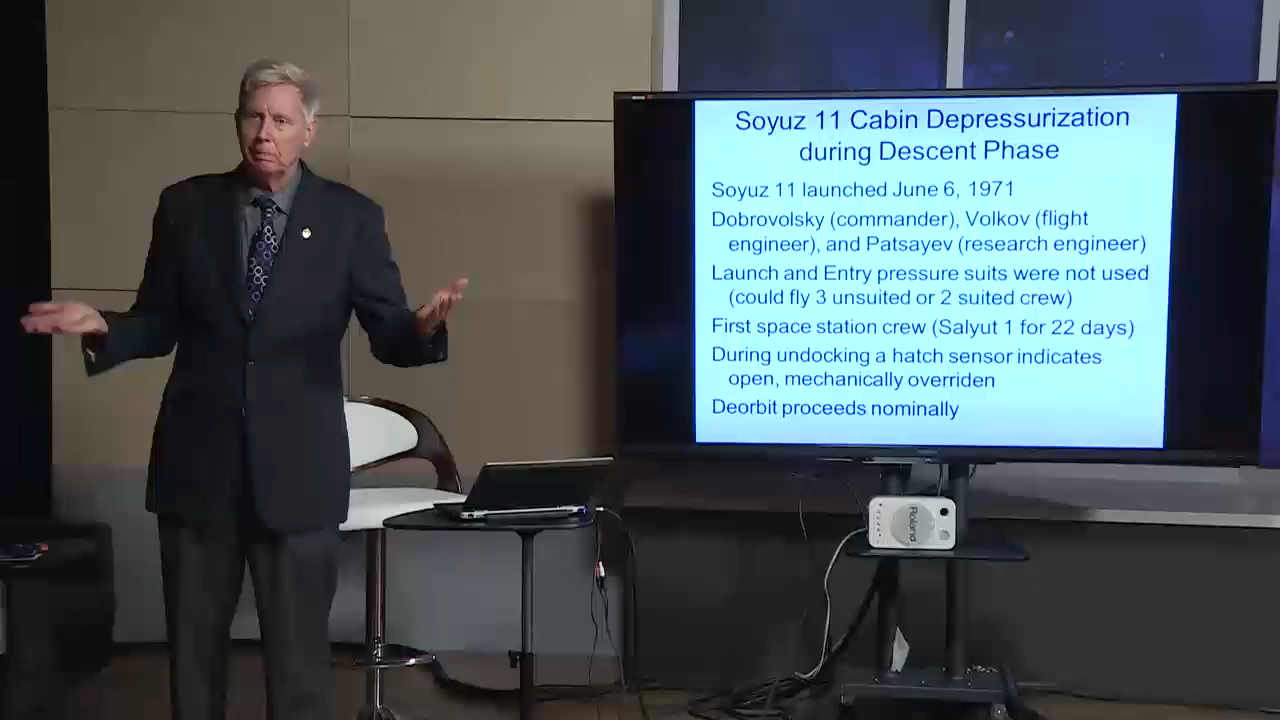 Soyuz 11 Cabin Depressurization
during Descent Phase
Soyuz 11 launched June 6, 1971
Dobrovolsky (commander), Volkov (flight
engineer), and Patsayev (research engineer)
Launch and Entry pressure suits were not used
(could fly 3 unsuited or 2 suited crew)
First space station crew (Salyut 1 for 22 days)
During undocking a hatch sensor indicates
open, mechanically overriden
Deorbit proceeds nominally
Roland